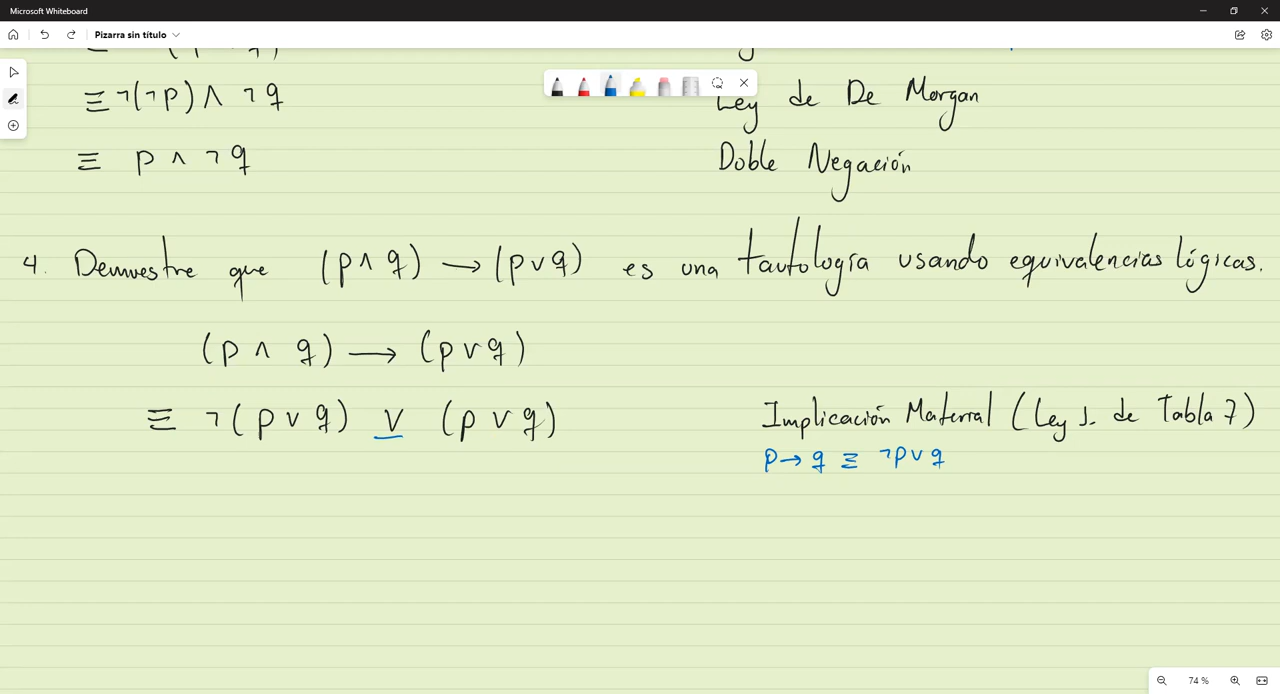 Microsoft Whiteboard
Pizarra sin título
≡ ¬(¬p) ∧ ¬q
Ley de De Morgan
≡ p ∧ ¬q
Doble Negación
4. Demuestre que (p ∧ q) → (p ∨ q) es una tautología usando equivalencias lógicas.
(p ∧ q) → (p ∨ q)
≡ ¬(p ∨ q) ∨ (p ∨ q)
Implicación Material (Ley 1. de Tabla 7)
p → q ≡ ¬p ∨ q
74 %